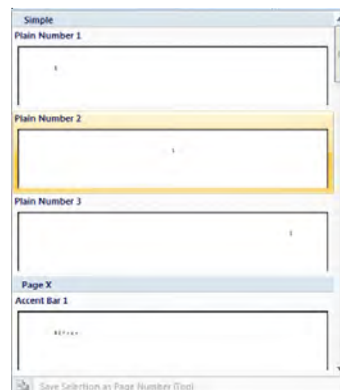 Simple
Plain Number 1
1
Plain Number 2
1
Plain Number 3
1
Page X
Accent Bar 1
Save Selection as Page Number (Top)